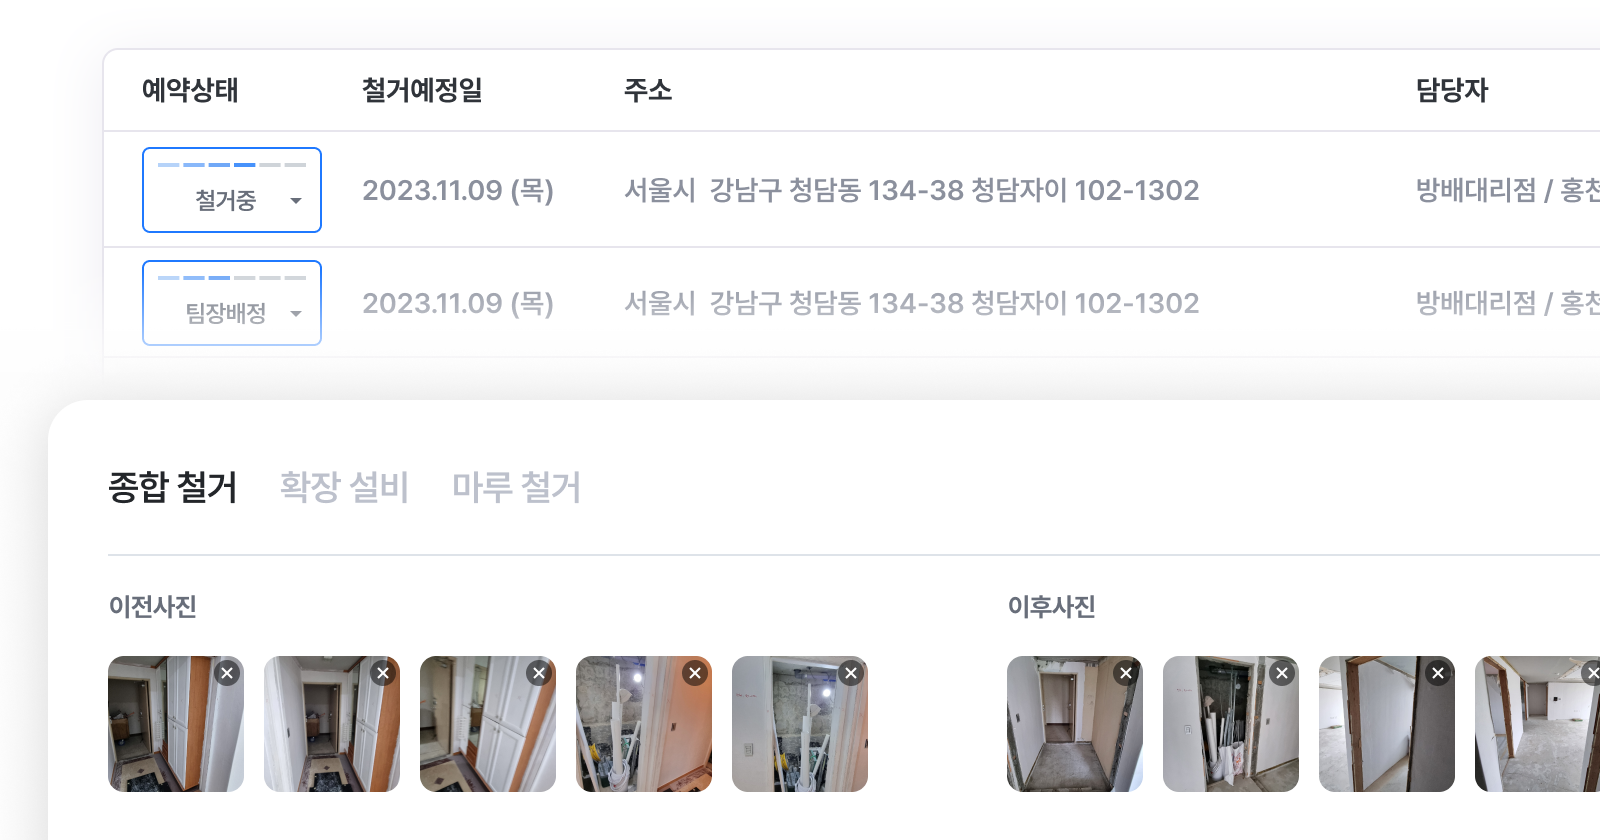 예약상태 철거예정일 주소 담당자
철거중 2023.11.09 (목) 서울시 강남구 청담동 134-38 청담자이 102-1302 방배대리점 / 홍천
팀장배정 2023.11.09 (목) 서울시 강남구 청담동 134-38 청담자이 102-1302 방배대리점 / 홍천
종합 철거 확장 설비 마루 철거
이전사진 이후사진